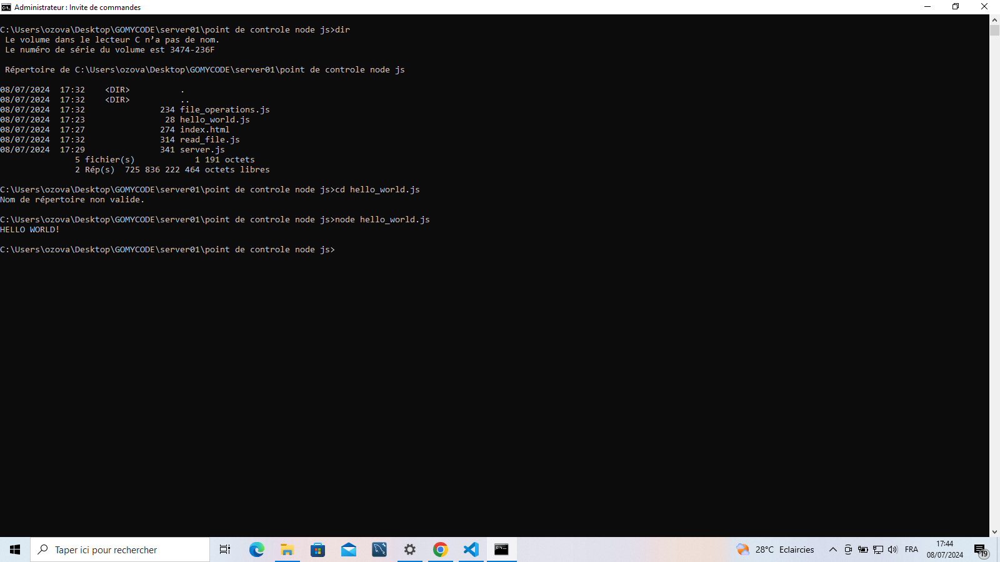 Administrateur : Invite de commandes
C:\Users\ozova\Desktop\GOMYCODE\server01\point de controle node js>dir
Le volume dans le lecteur C n’a pas de nom.
Le numéro de série du volume est 3474-236F
Répertoire de C:\Users\ozova\Desktop\GOMYCODE\server01\point de controle node js
08/07/2024  17:32    <DIR>          .
08/07/2024  17:32    <DIR>          ..
08/07/2024  17:32               234 file_operations.js
08/07/2024  17:23                28 hello_world.js
08/07/2024  17:27               274 index.html
08/07/2024  17:32               314 read_file.js
08/07/2024  17:29               341 server.js
5 fichier(s)            1 191 octets
2 Rép(s)  725 836 222 464 octets libres
C:\Users\ozova\Desktop\GOMYCODE\server01\point de controle node js>cd hello_world.js
Nom de répertoire non valide.
C:\Users\ozova\Desktop\GOMYCODE\server01\point de controle node js>node hello_world.js
HELLO WORLD!
C:\Users\ozova\Desktop\GOMYCODE\server01\point de controle node js>
Taper ici pour rechercher
28°C Eclaircies
FRA
17:44
08/07/2024
19